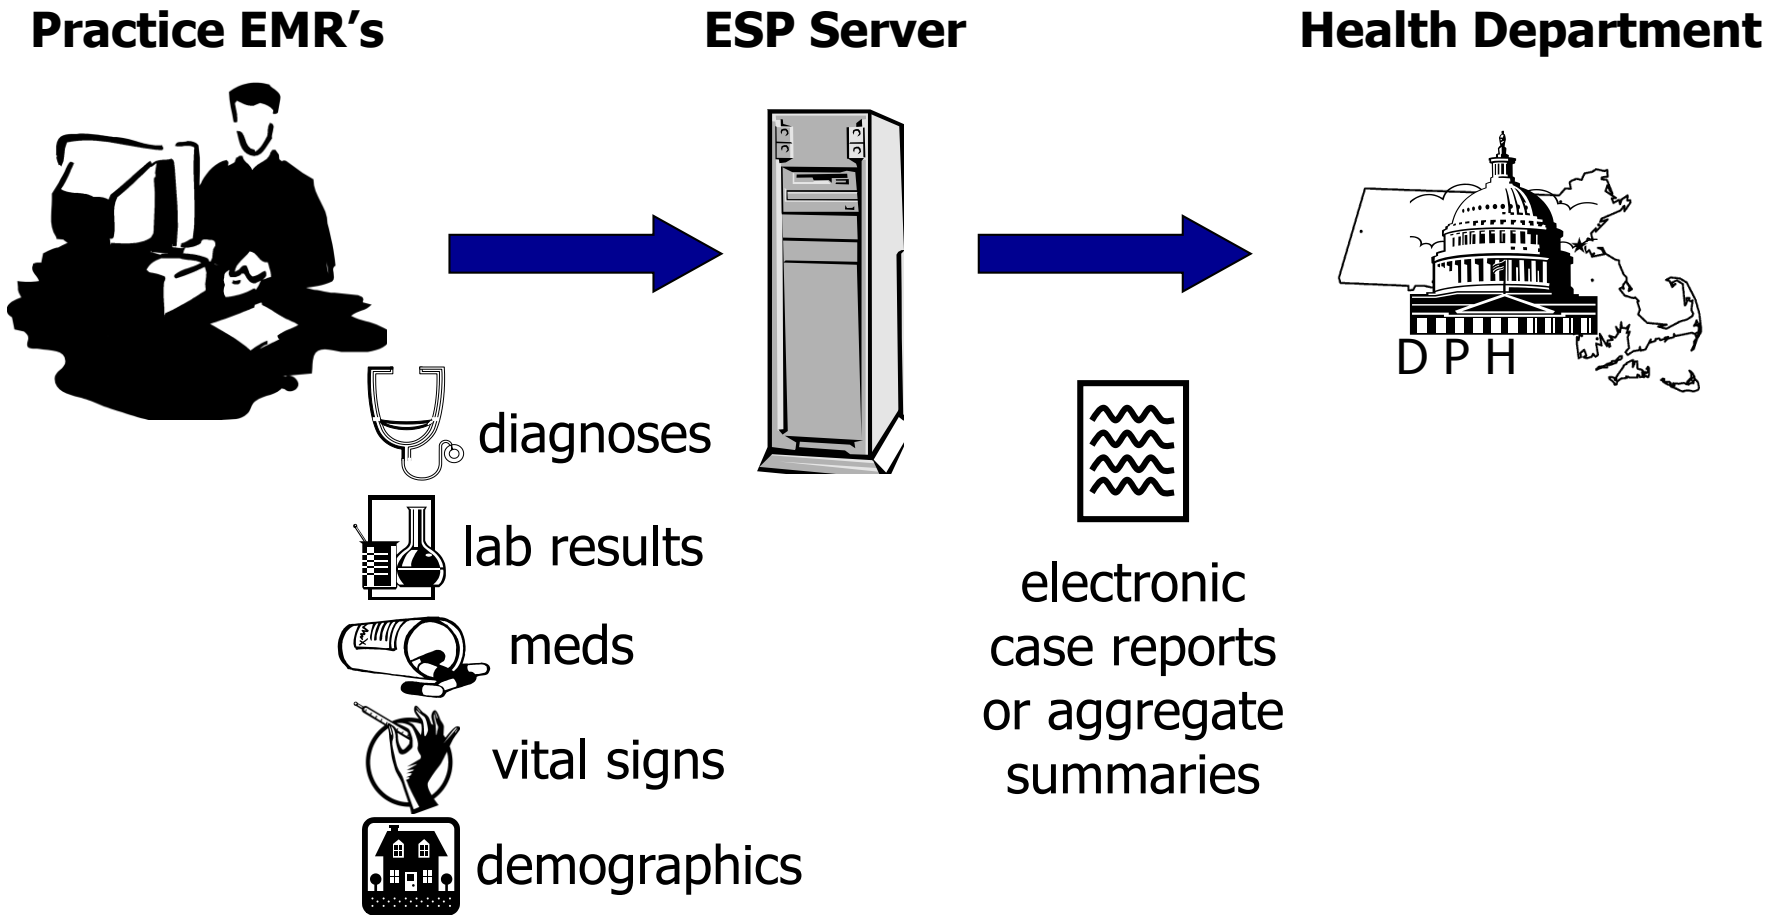 Practice EMR's
ESP Server
Health Department
D P H
diagnoses
lab results
meds
vital signs
demographics
electronic
case reports
or aggregate
summaries